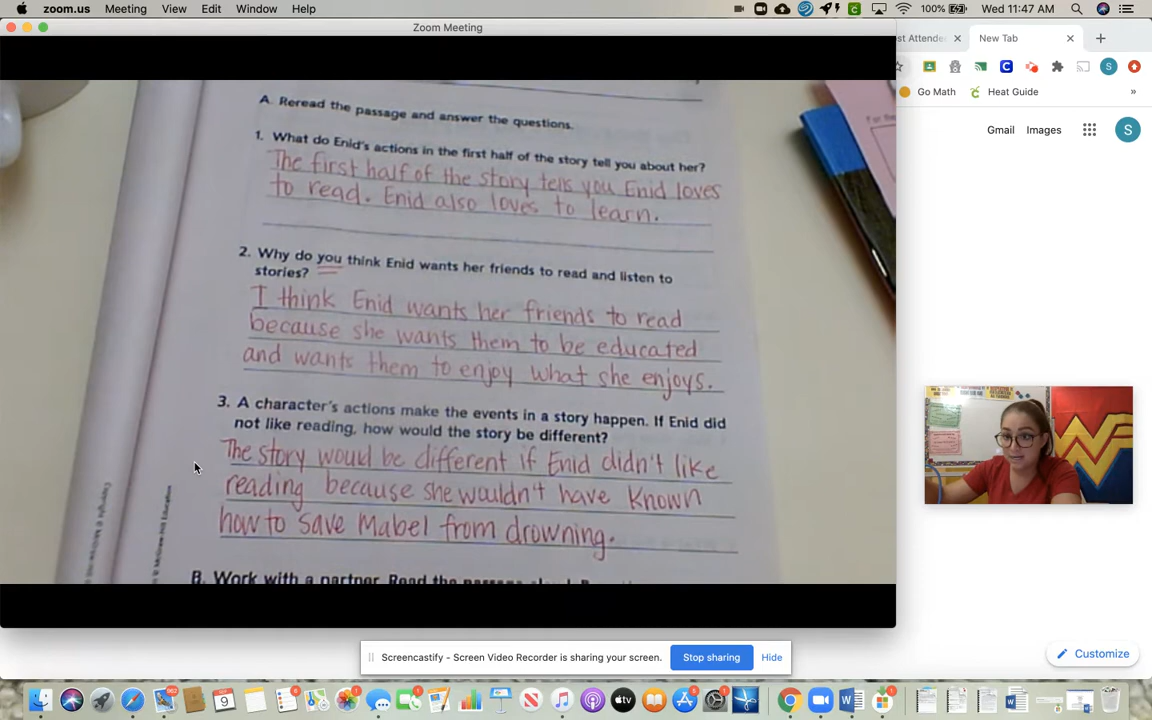 zoom.us Meeting View Edit Window Help
100% Wed 11:47 AM
Zoom Meeting
st Attende
New Tab
S
Go Math Heat Guide »
Gmail Images S
A. Reread the passage and answer the questions.
1. What do Enid's actions in the first half of the story tell you about her?
The first half of the story tells you Enid loves
to read. Enid also loves to learn.
2. Why do you think Enid wants her friends to read and listen to
stories?
I think Enid wants her friends to read
because she wants them to be educated
and wants them to enjoy what she enjoys.
3. A character's actions make the events in a story happen. If Enid did
not like reading, how would the story be different?
The story would be different if Enid didn't like
reading because she wouldn't have known
how to save Mabel from drowning.
B. Work with a partner. Read the
Customize
Screencastify - Screen Video Recorder is sharing your screen. Stop sharing Hide